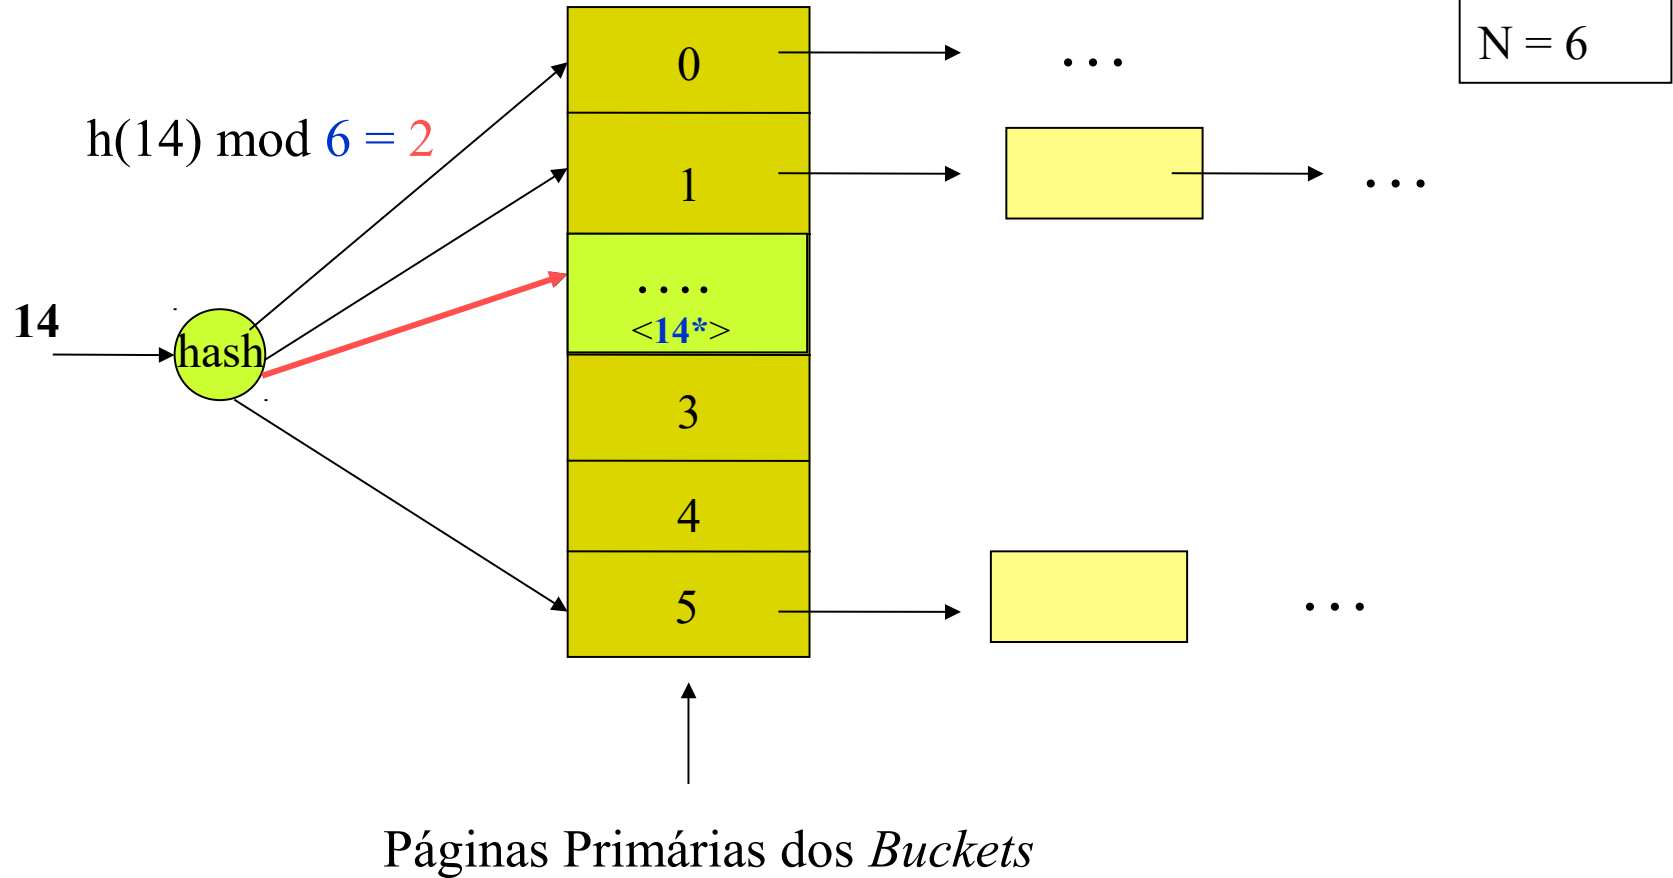 N = 6
0
...
h(14) mod 6 = 2
1
...
....
<14*>
14
hash
3
4
5
...
Páginas Primárias dos Buckets